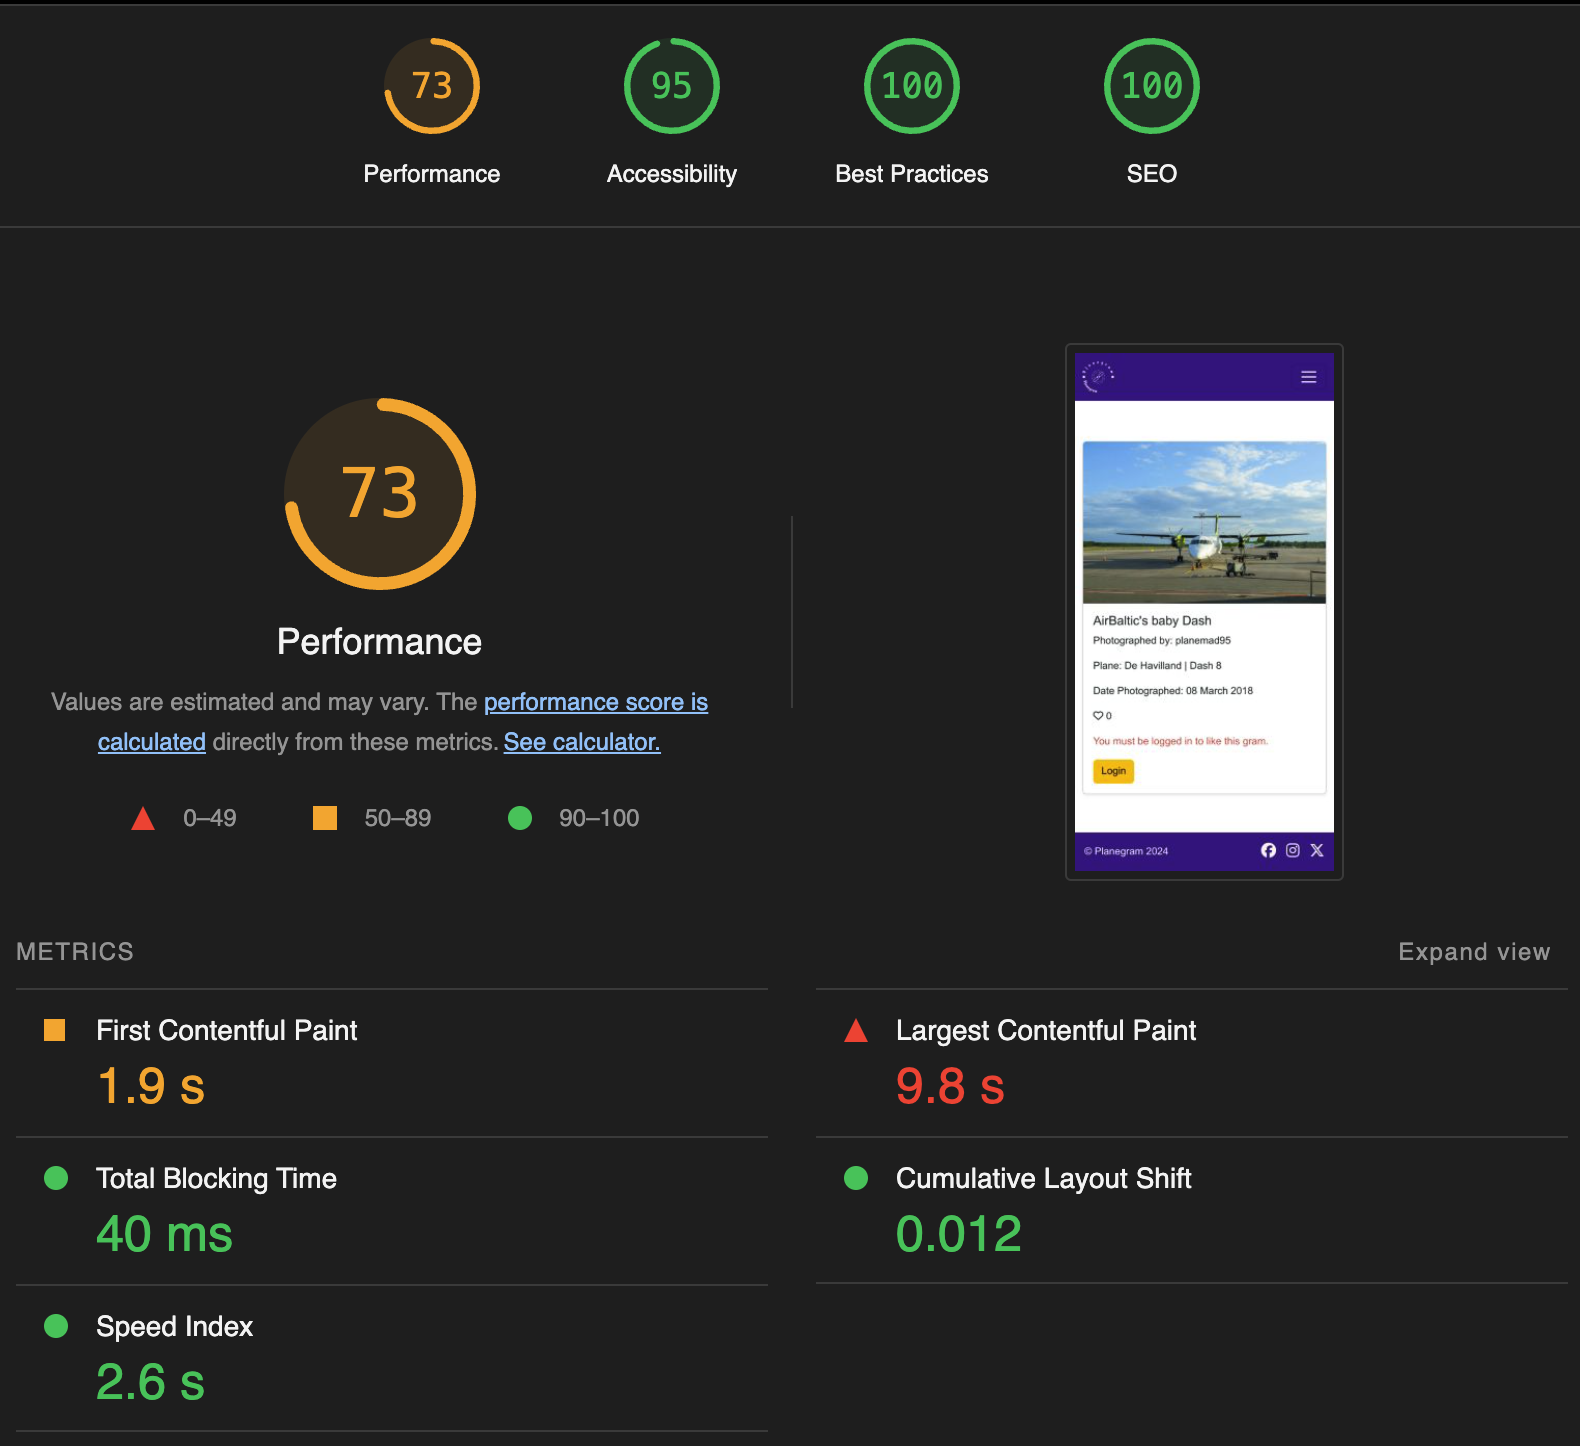 73
95
100
100
Performance
Accessibility
Best Practices
SEO
73
Performance
Values are estimated and may vary. The performance score is
calculated directly from these metrics. See calculator.
0–49
50–89
90–100
AirBaltic's baby Dash
Photographed by: planemad95
Plane: De Havilland | Dash 8
Date Photographed: 08 March 2018
0
You must be logged in to like this gram.
Login
© Planegram 2024
METRICS
Expand view
First Contentful Paint
1.9 s
Largest Contentful Paint
9.8 s
Total Blocking Time
40 ms
Cumulative Layout Shift
0.012
Speed Index
2.6 s